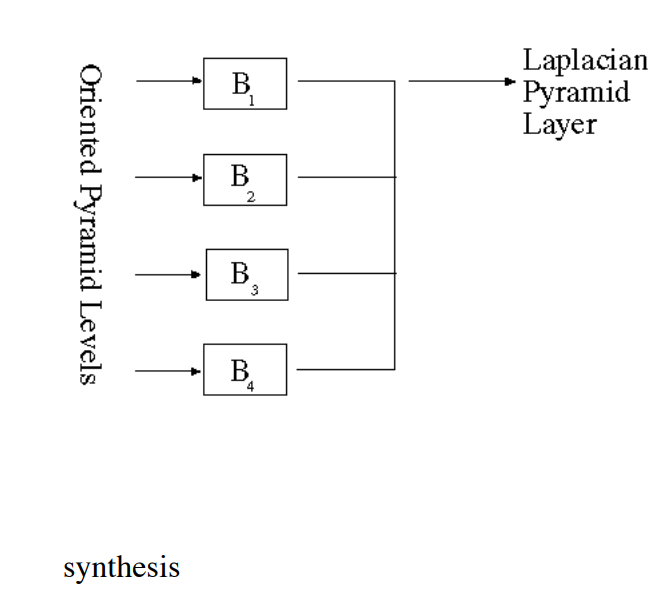 Oriented Pyramid Levels
B1
B2
B3
B4
Laplacian
Pyramid
Layer
synthesis